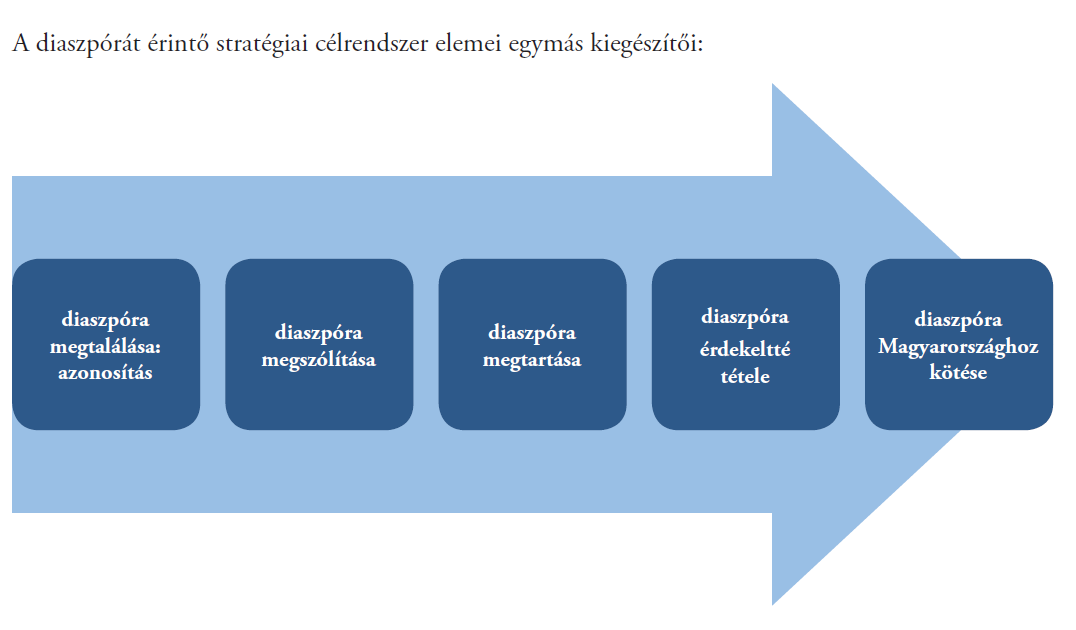 A diaszpórát érintő stratégiai célrendszer elemei egymás kiegészítői:
diaszpóra
megtalálása:
azonosítás
diaszpóra
megszólítása
diaszpóra
megtartása
diaszpóra
érdekeltté
tétele
diaszpóra
Magyarországhoz
kötése